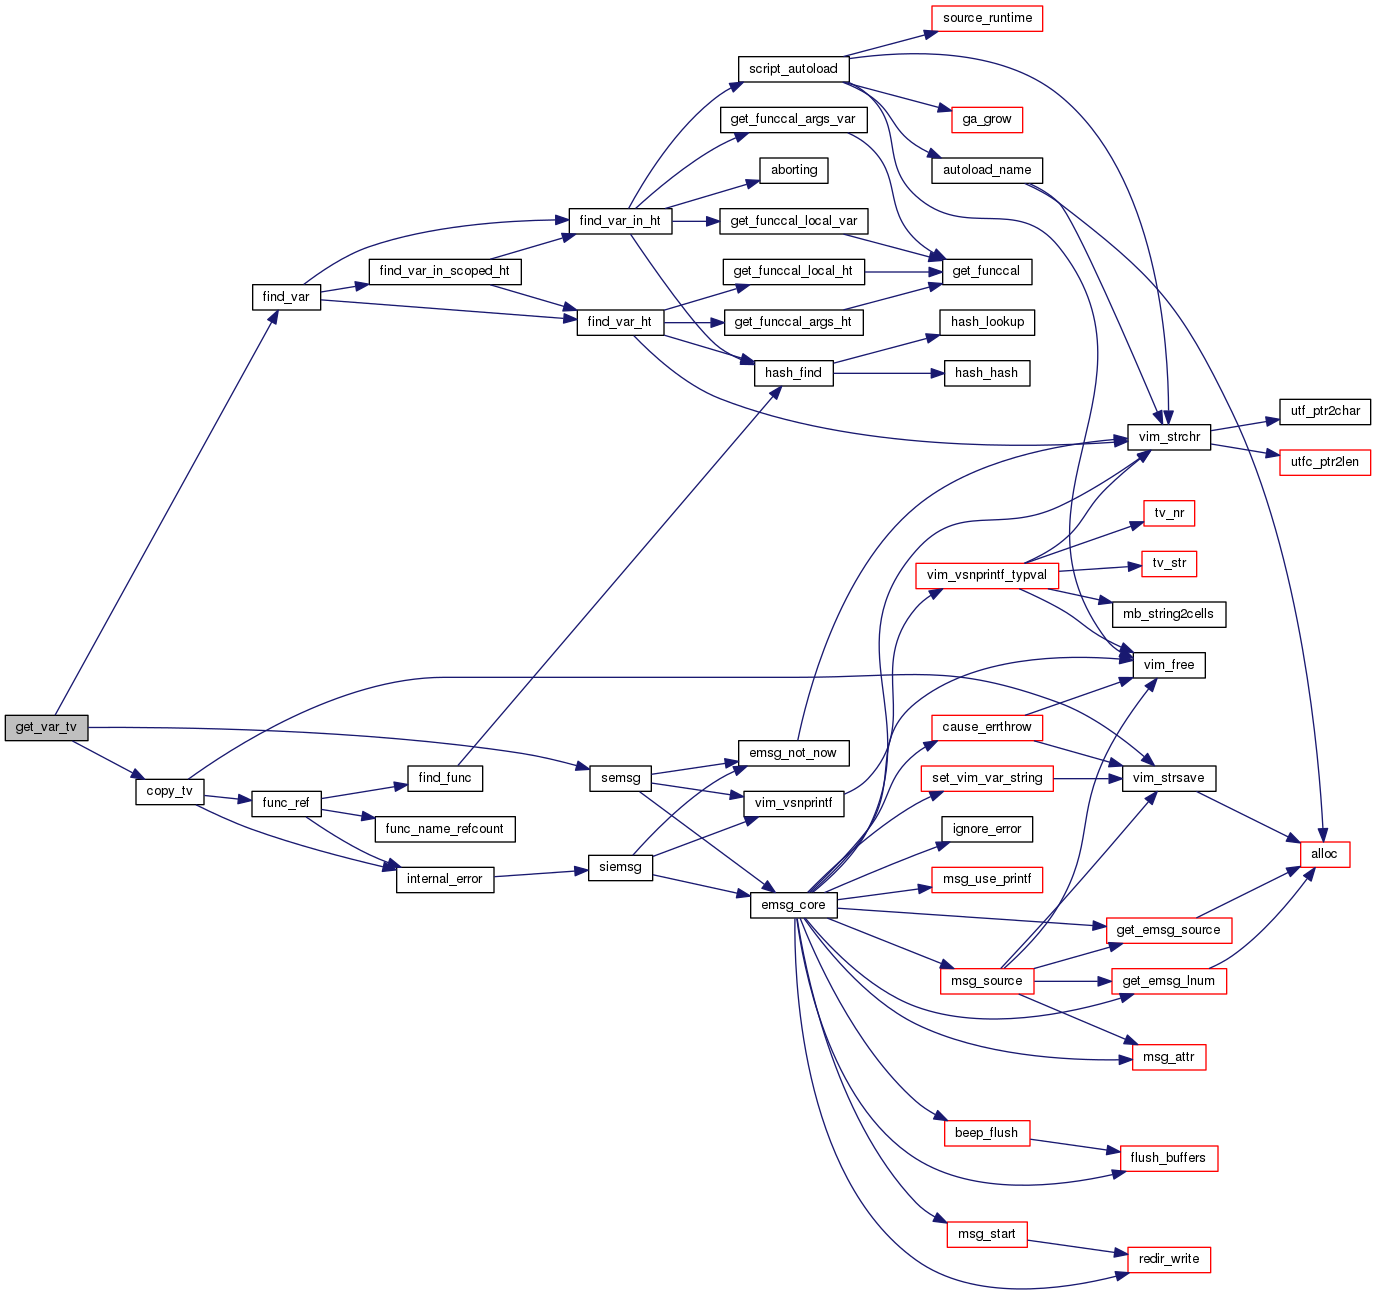 source_runtime
script_autoload
get_funccal_args_var
ga_grow
aborting
autoload_name
find_var_in_ht
get_funccal_local_var
find_var_in_scoped_ht
get_funccal_local_ht
get_funccal
find_var
find_var_ht
get_funccal_args_ht
hash_lookup
hash_find
hash_hash
utf_ptr2char
vim_strchr
utfc_ptr2len
tv_nr
tv_str
vim_vsnprintf_typval
mb_string2cells
vim_free
get_var_tv
cause_errthrow
emsg_not_now
semsg
find_func
set_vim_var_string
vim_strsave
copy_tv
func_ref
vim_vsnprintf
func_name_refcount
ignore_error
alloc
siemsg
internal_error
msg_use_printf
emsg_core
get_emsg_source
msg_source
get_emsg_lnum
msg_attr
beep_flush
flush_buffers
msg_start
redir_write